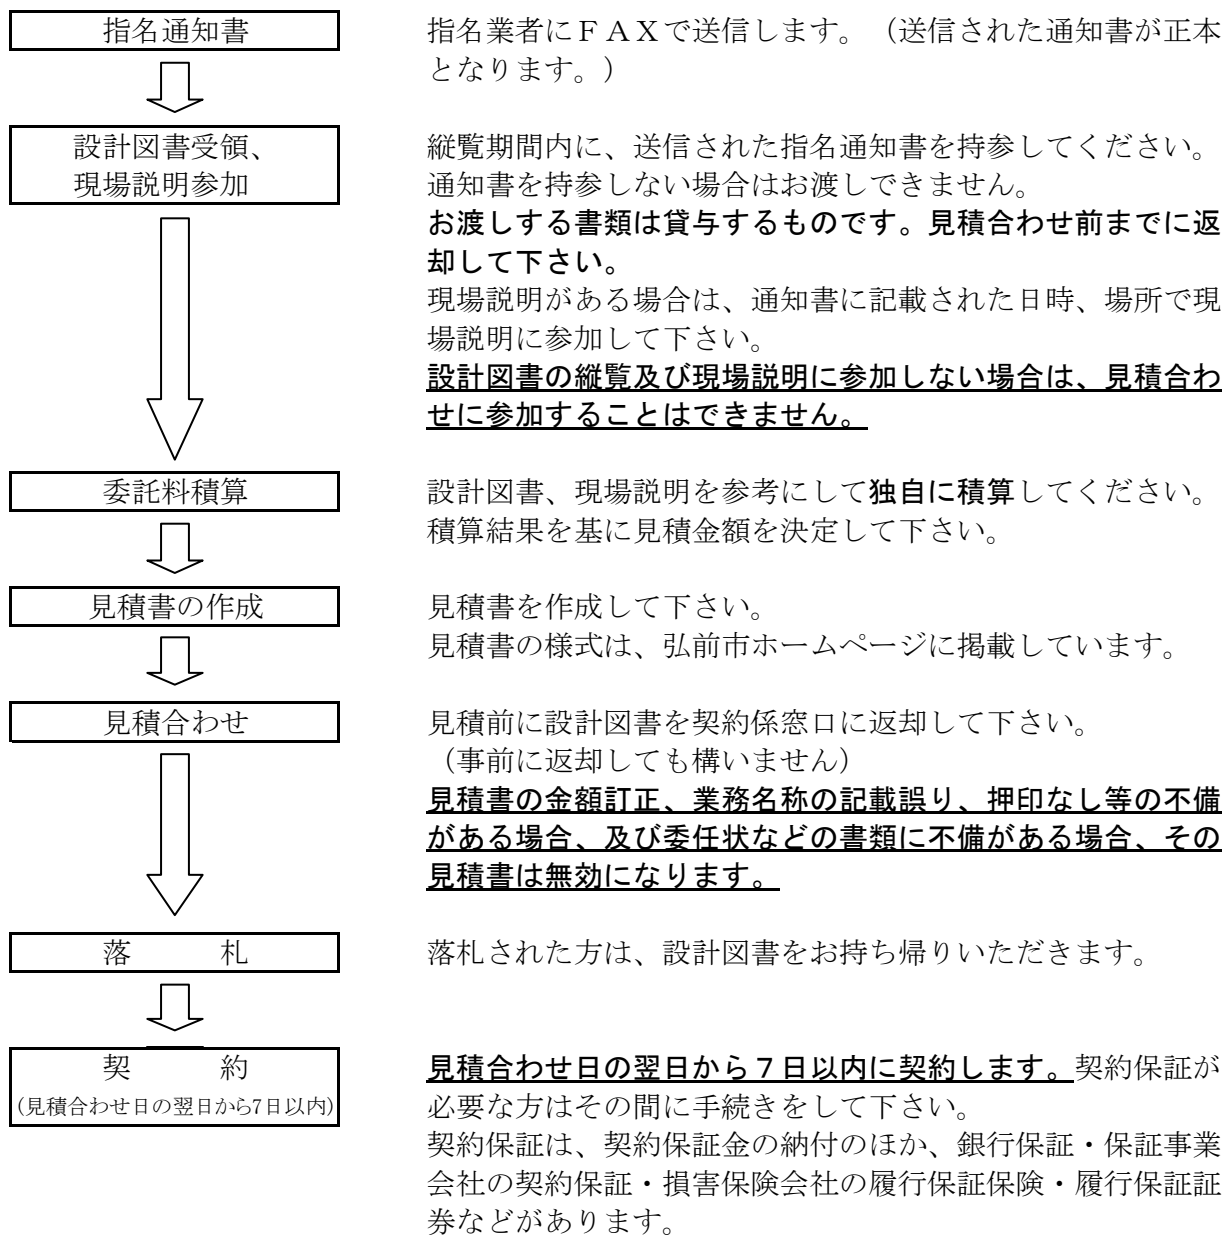 指名通知書
指名業者にＦＡＸで送信します。（送信された通知書が正本
となります。）
設計図書受領、
現場説明参加
縦覧期間内に、送信された指名通知書を持参してください。
通知書を持参しない場合はお渡しできません。
お渡しする書類は貸与するものです。見積合わせ前までに返
却して下さい。
現場説明がある場合は、通知書に記載された日時、場所で現
場説明に参加して下さい。
設計図書の縦覧及び現場説明に参加しない場合は、見積合わ
せに参加することはできません。
委託料積算
設計図書、現場説明を参考にして独自に積算してください。
積算結果を基に見積金額を決定して下さい。
見積書の作成
見積書を作成して下さい。
見積書の様式は、弘前市ホームページに掲載しています。
見積合わせ
見積前に設計図書を契約係窓口に返却して下さい。
（事前に返却しても構いません）
見積書の金額訂正、業務名称の記載誤り、押印なし等の不備
がある場合、及び委任状などの書類に不備がある場合、その
見積書は無効になります。
落　　　札
落札された方は、設計図書をお持ち帰りいただきます。
契　　　約
(見積合わせ日の翌日から7日以内)
見積合わせ日の翌日から７日以内に契約します。契約保証が
必要な方はその間に手続きをして下さい。
契約保証は、契約保証金の納付のほか、銀行保証・保証事業
会社の契約保証・損害保険会社の履行保証保険・履行保証証
券などがあります。